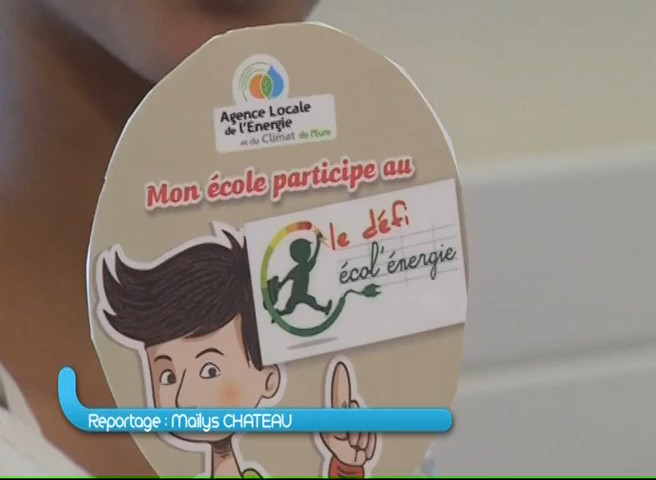 Agence Locale
de l'Énergie
et du Climat de l'Eure
Mon école participe au
le défi
écol'énergie
Reportage : Maïlys CHATEAU